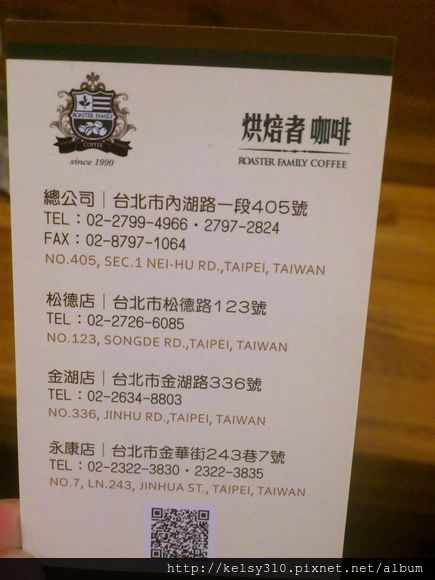 ROASTER FAMILY
COFFEE
since 1990
烘焙者 咖啡
ROASTER FAMILY COFFEE
總公司｜台北市內湖路一段405號
TEL：02-2799-4966・2797-2824
FAX：02-8797-1064
NO.405, SEC.1 NEI-HU RD.,TAIPEI, TAIWAN
松德店｜台北市松德路123號
TEL：02-2726-6085
NO.123, SONGDE RD.,TAIPEI, TAIWAN
金湖店｜台北市金湖路336號
TEL：02-2634-8803
NO.336, JINHU RD.,TAIPEI, TAIWAN
永康店｜台北市金華街243巷7號
TEL：02-2322-3830・2322-3835
NO.7, LN.243, JINHUA ST., TAIPEI, TAIWAN
http://kelsy310.pixnet.net/album